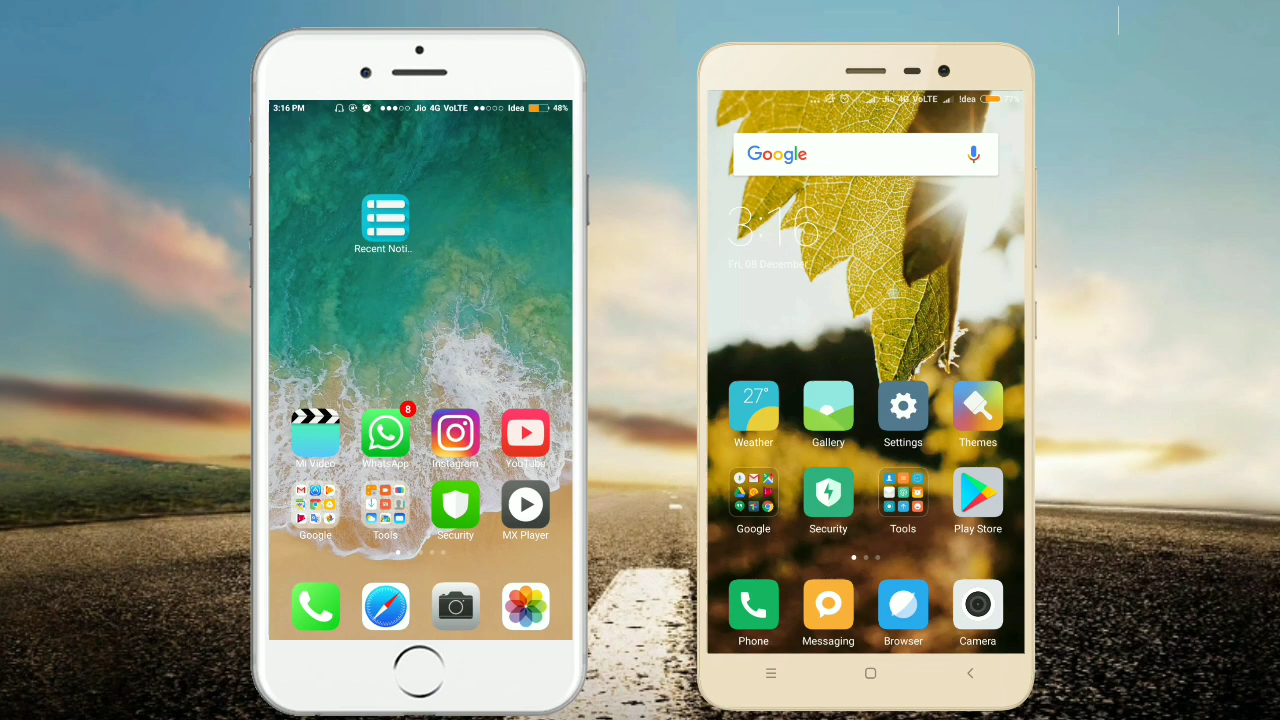 3:16 PM Jio 4G VoLTE Idea 48%
Recent Noti..
8
Mi Video WhatsApp Instagram YouTube
Google Tools Security MX Player
Jio 4G VoLTE Idea 77%
Google
3:16
Fri, 08 December
27°
Weather Gallery Settings Themes
Google Security Tools Play Store
Phone Messaging Browser Camera